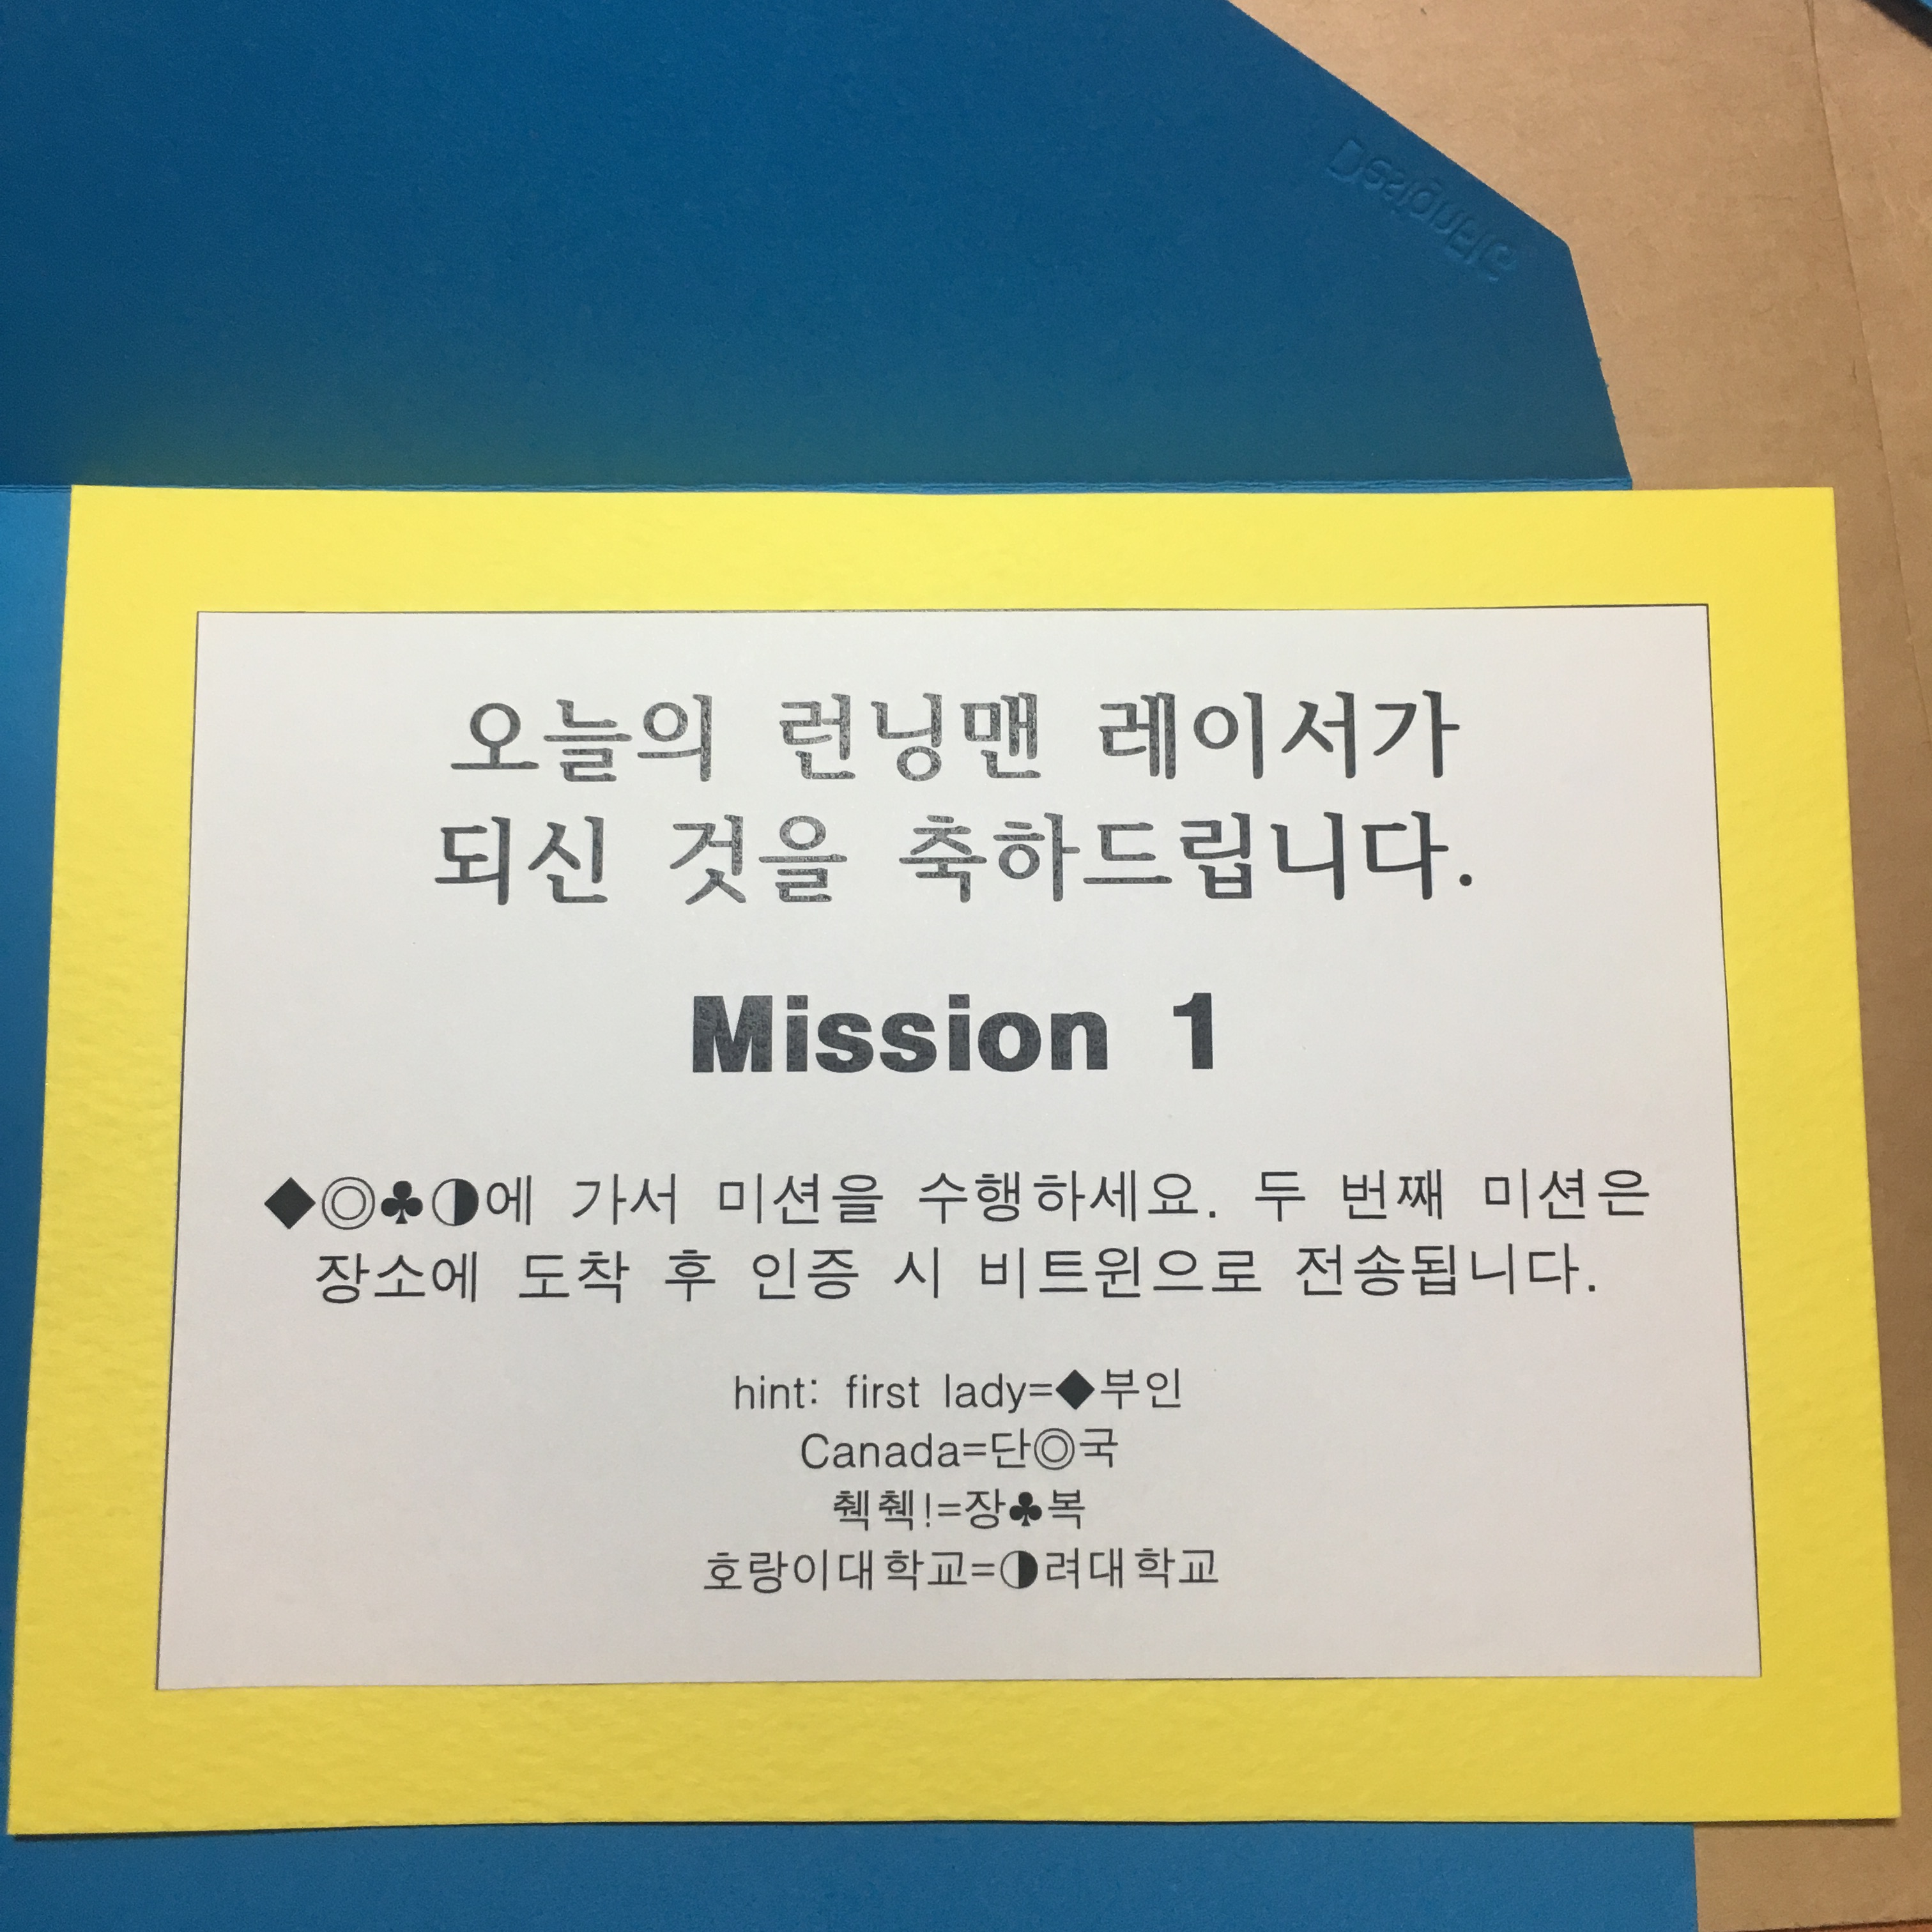 Designble
오늘의 런닝맨 레이서가
되신 것을 축하드립니다.
Mission 1
◆◎♣◑에 가서 미션을 수행하세요. 두 번째 미션은
장소에 도착 후 인증 시 비트윈으로 전송됩니다.
hint: first lady=◆부인
Canada=단◎국
췍췍!=장♣복
호랑이대학교=◑려대학교